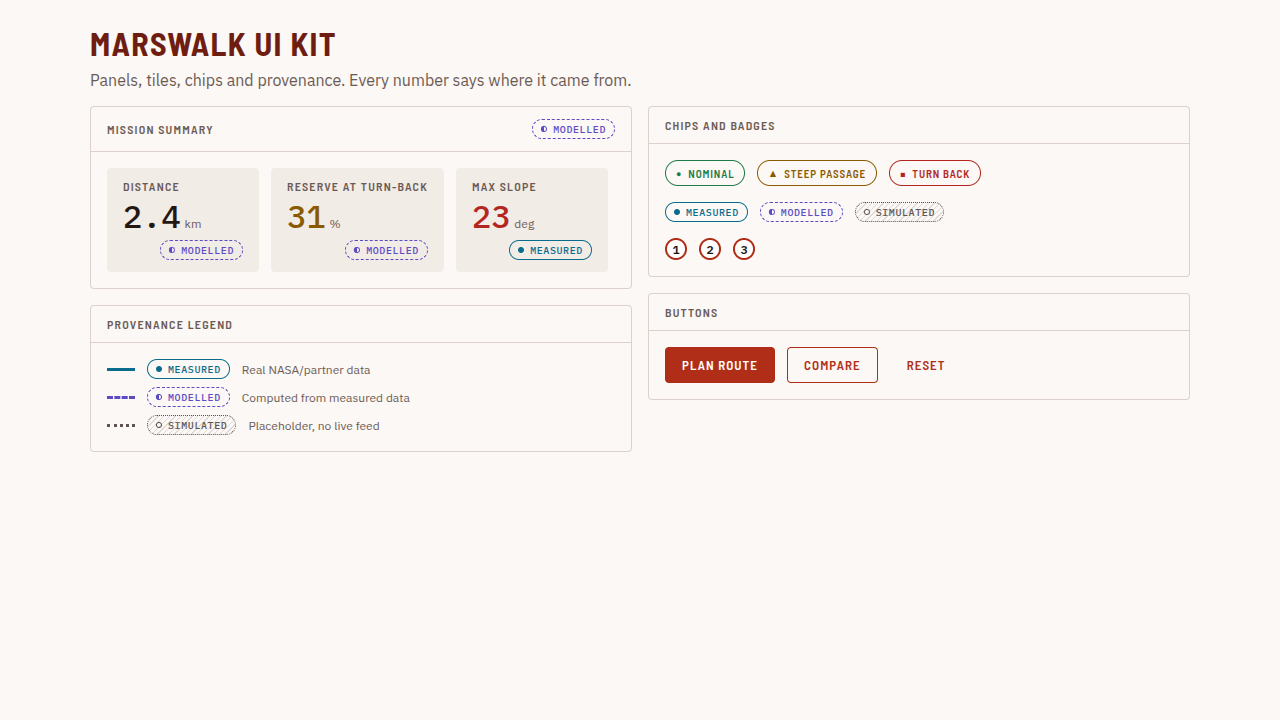 MARSWALK UI KIT
Panels, tiles, chips and provenance. Every number says where it came from.
MISSION SUMMARY
MODELLED
DISTANCE
2.4 km
MODELLED
RESERVE AT TURN-BACK
31 %
MODELLED
MAX SLOPE
23 deg
MEASURED
PROVENANCE LEGEND
MEASURED Real NASA/partner data
MODELLED Computed from measured data
SIMULATED Placeholder, no live feed
CHIPS AND BADGES
NOMINAL STEEP PASSAGE TURN BACK
MEASURED MODELLED SIMULATED
1 2 3
BUTTONS
PLAN ROUTE COMPARE RESET